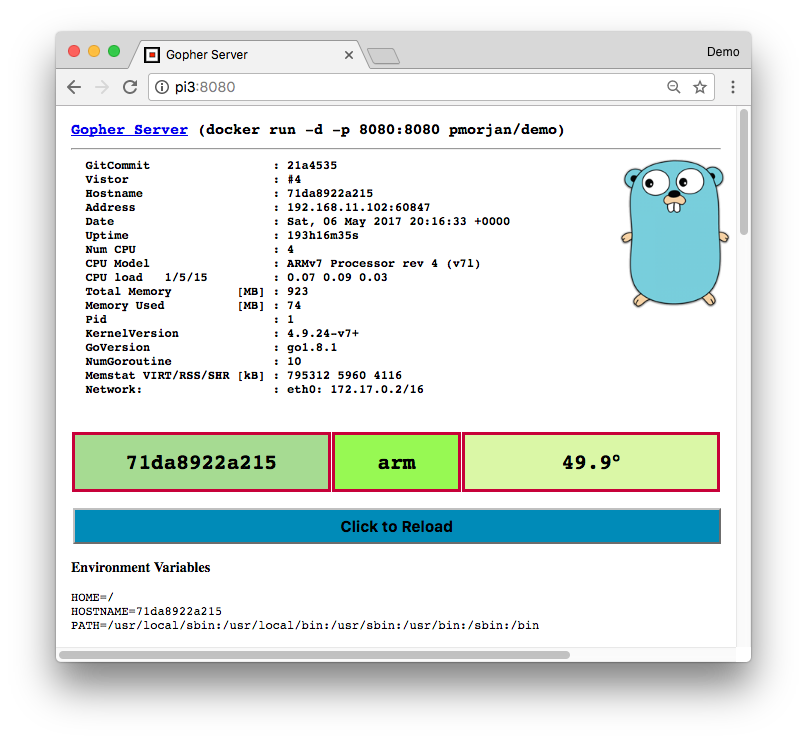 Gopher Server
Demo
pi3:8080
Gopher Server (docker run -d -p 8080:8080 pmorjan/demo)
GitCommit : 21a4535
Vistor : #4
Hostname : 71da8922a215
Address : 192.168.11.102:60847
Date : Sat, 06 May 2017 20:16:33 +0000
Uptime : 193h16m35s
Num CPU : 4
CPU Model : ARMv7 Processor rev 4 (v7l)
CPU load 1/5/15 : 0.07 0.09 0.03
Total Memory [MB] : 923
Memory Used [MB] : 74
Pid : 1
KernelVersion : 4.9.24-v7+
GoVersion : go1.8.1
NumGoroutine : 10
Memstat VIRT/RSS/SHR [kB] : 795312 5960 4116
Network: : eth0: 172.17.0.2/16
71da8922a215 arm 49.9°
Click to Reload
Environment Variables
HOME=/
HOSTNAME=71da8922a215
PATH=/usr/local/sbin:/usr/local/bin:/usr/sbin:/usr/bin:/sbin:/bin